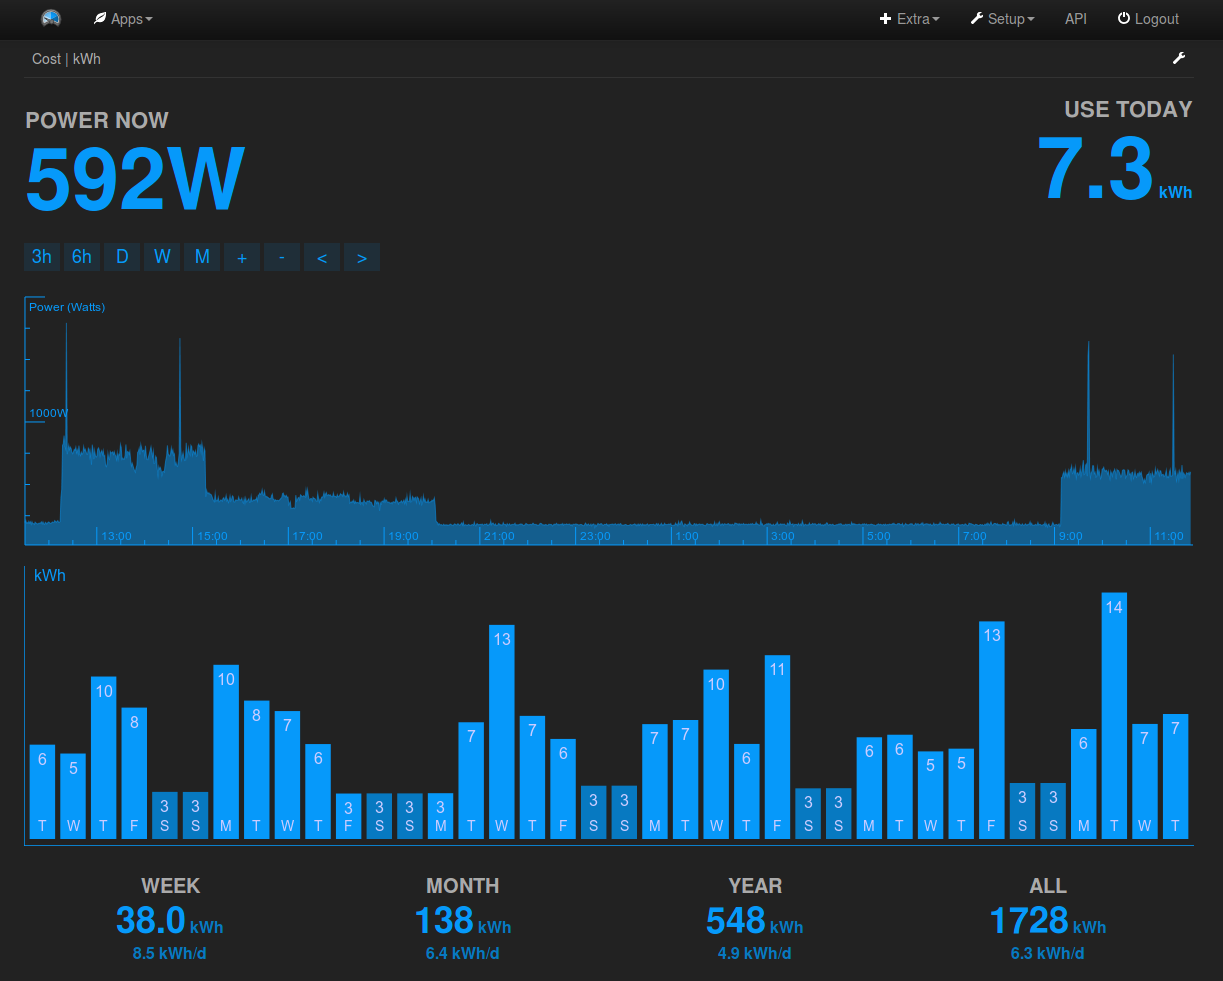 Apps
Extra Setup API Logout
Cost | kWh
POWER NOW
592W
USE TODAY
7.3 kWh
3h 6h D W M + - < >
Power (Watts)
1000W
13:00 15:00 17:00 19:00 21:00 23:00 1:00 3:00 5:00 7:00 9:00 11:00
kWh
6 5 10 8 3 3 10 8 7 6 3 3 3 3 7 13 7 6 3 3 7 7 10 6 11 3 3 6 6 5 5 13 3 3 6 14 7 7
T W T F S S M T W T F S S M T W T F S S M T W T F S S M T W T F S S M T W T
WEEK
38.0 kWh
8.5 kWh/d
MONTH
138 kWh
6.4 kWh/d
YEAR
548 kWh
4.9 kWh/d
ALL
1728 kWh
6.3 kWh/d